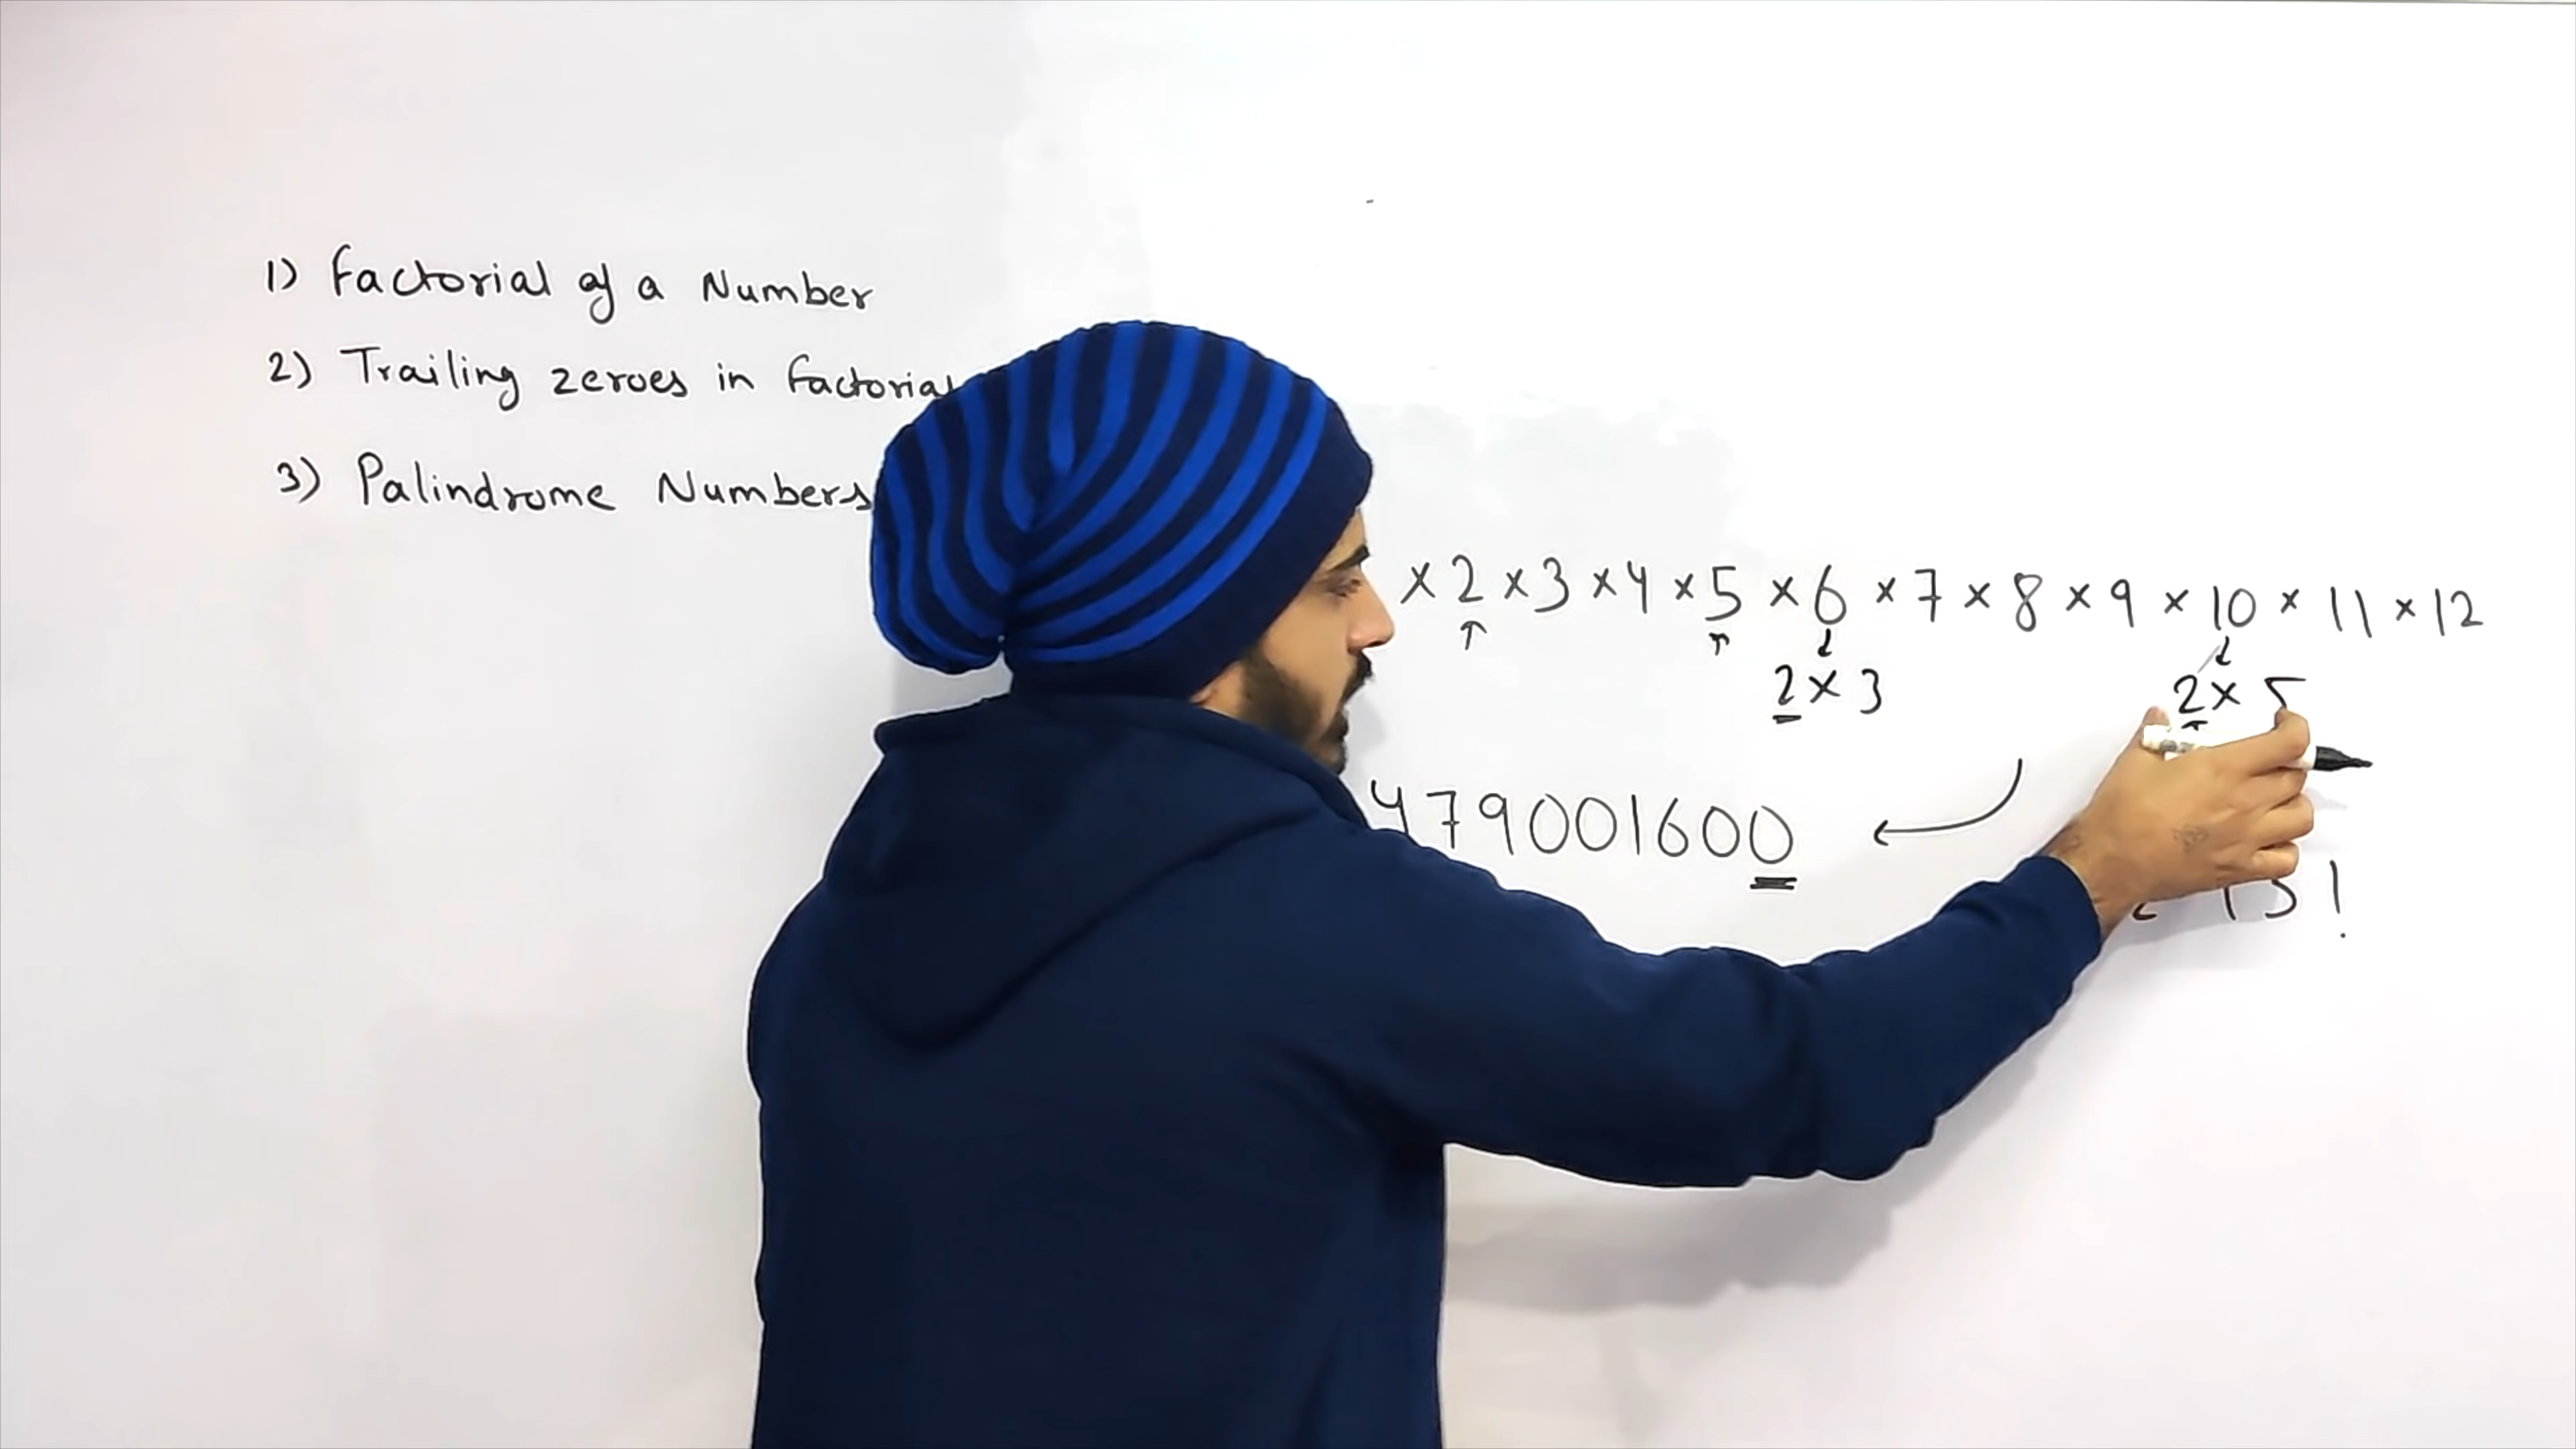 1) Factorial of a Number
2) Trailing zeroes in factorial
3) Palindrome Numbers
× 2 × 3 × 4 × 5 × 6 × 7 × 8 × 9 × 10 × 11 × 12
2 × 3
2 × 5
479001600
!